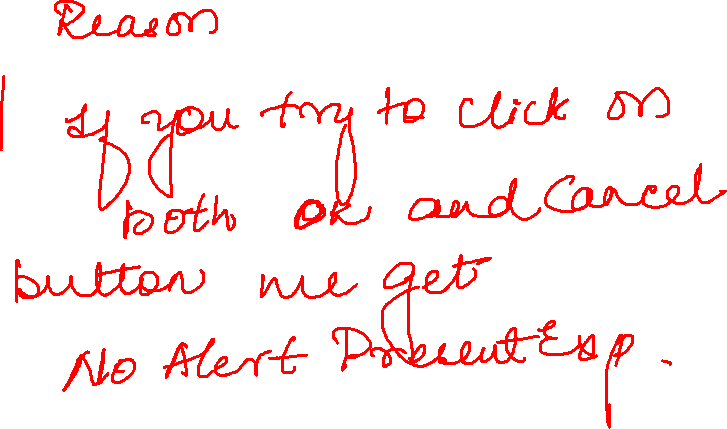 Reason
If you try to click on
both ok and Cancel
button we get
No Alert Present Exp.